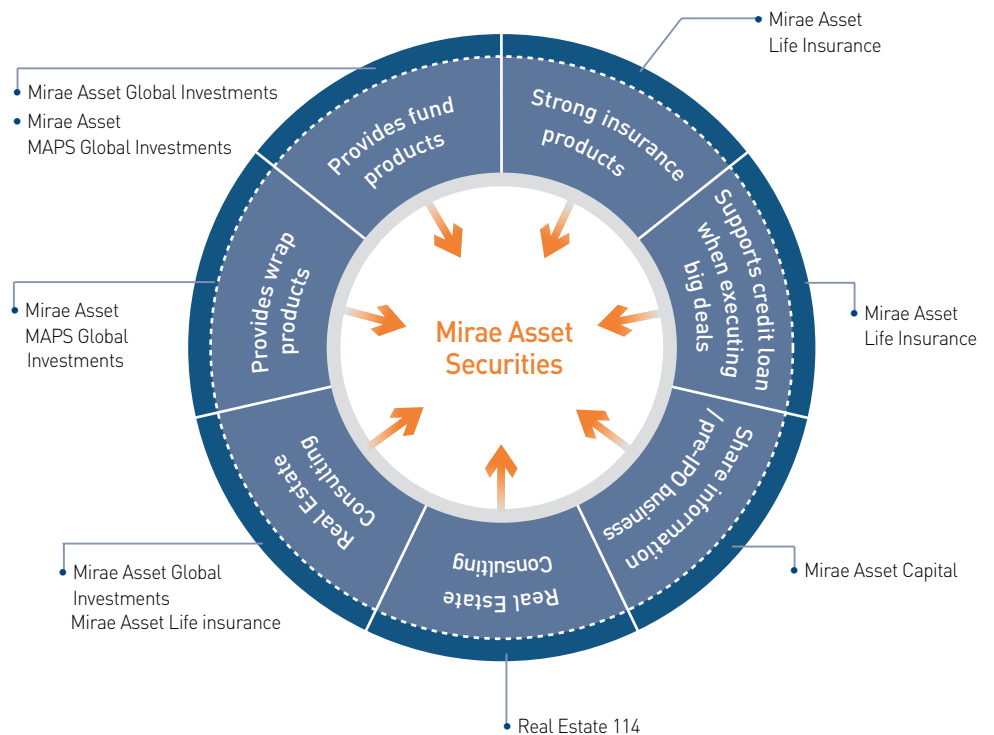 Mirae Asset
Life Insurance
Mirae Asset Global Investments
Mirae Asset
MAPS Global Investments
Provides fund
products
Strong insurance
products
Supports credit loan
when executing
big deals
Provides wrap
products
Mirae Asset
MAPS Global
Investments
Mirae Asset
Life Insurance
Mirae Asset
Securities
Share information
/ pre-IPO business
Real Estate
Consulting
Real Estate
Consulting
Mirae Asset Global
Investments
Mirae Asset Life insurance
Mirae Asset Capital
Real Estate 114